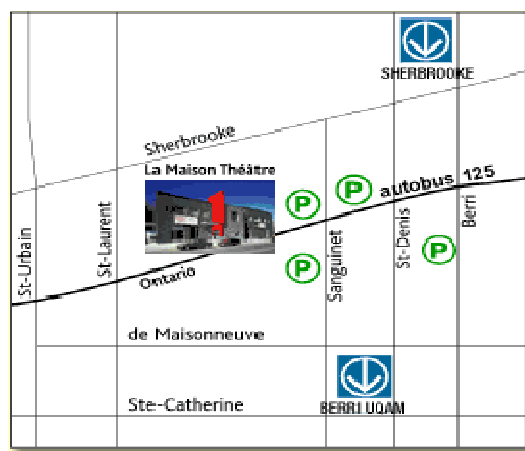 SHERBROOKE
Sherbrooke
La Maison Théâtre
P
P
autobus 125
St-Urbain
St-Laurent
Ontario
P
Sanguinet
St-Denis
P
Berri
de Maisonneuve
Ste-Catherine
BERRI UQAM